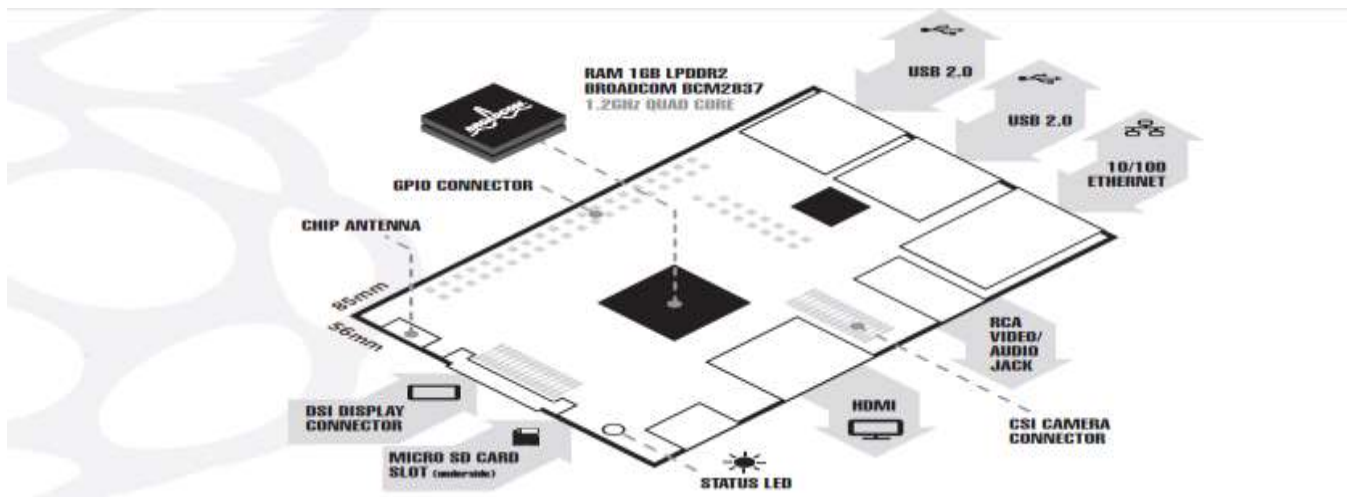 USB 2.0
RAM 1GB LPDDR2
BROADCOM BCM2837
1.2GHz QUAD CORE
USB 2.0
10/100
ETHERNET
GPIO CONNECTOR
CHIP ANTENNA
85mm
56mm
RCA
VIDEO/
AUDIO
JACK
DSI DISPLAY
CONNECTOR
HDMI
CSI CAMERA
CONNECTOR
MICRO SD CARD
SLOT (underside)
STATUS LED